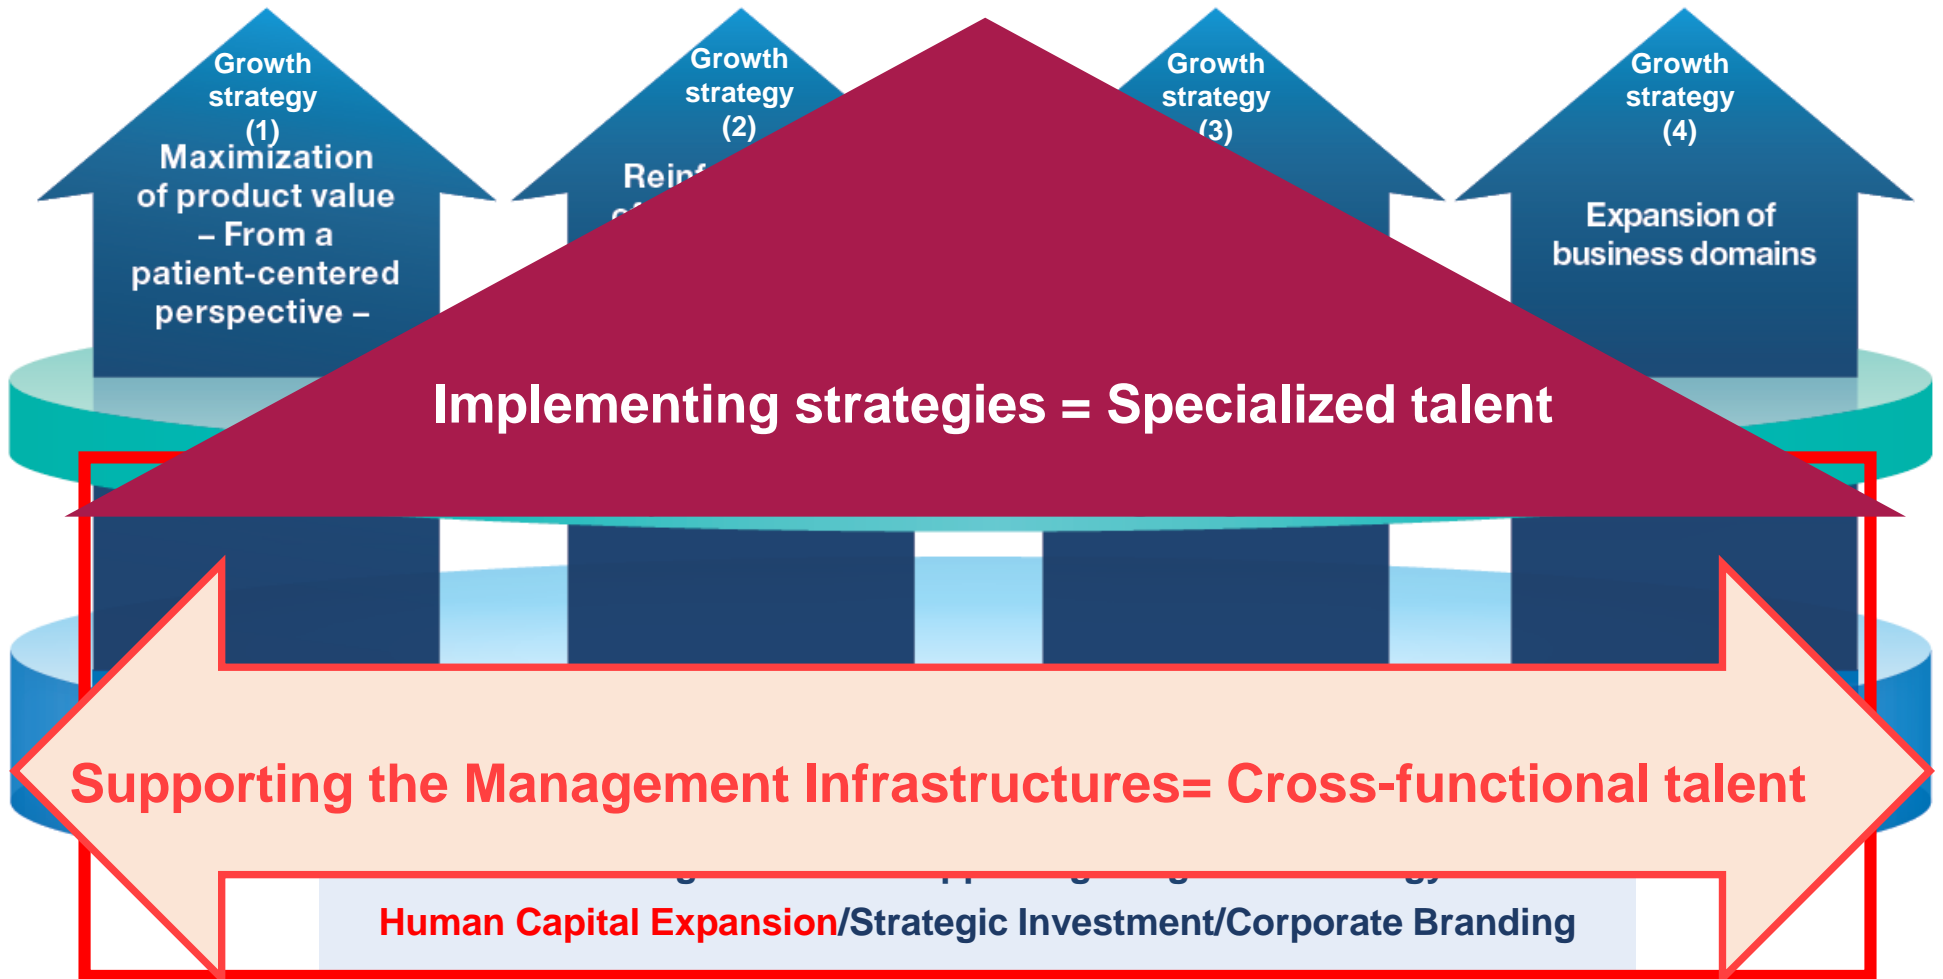 Growth
strategy
(1)
Maximization
of product value
– From a
patient-centered
perspective –
Growth
strategy
(2)
Growth
strategy
(3)
Growth
strategy
(4)
Expansion of
business domains
Implementing strategies = Specialized talent
Supporting the Management Infrastructures= Cross-functional talent
Human Capital Expansion/Strategic Investment/Corporate Branding